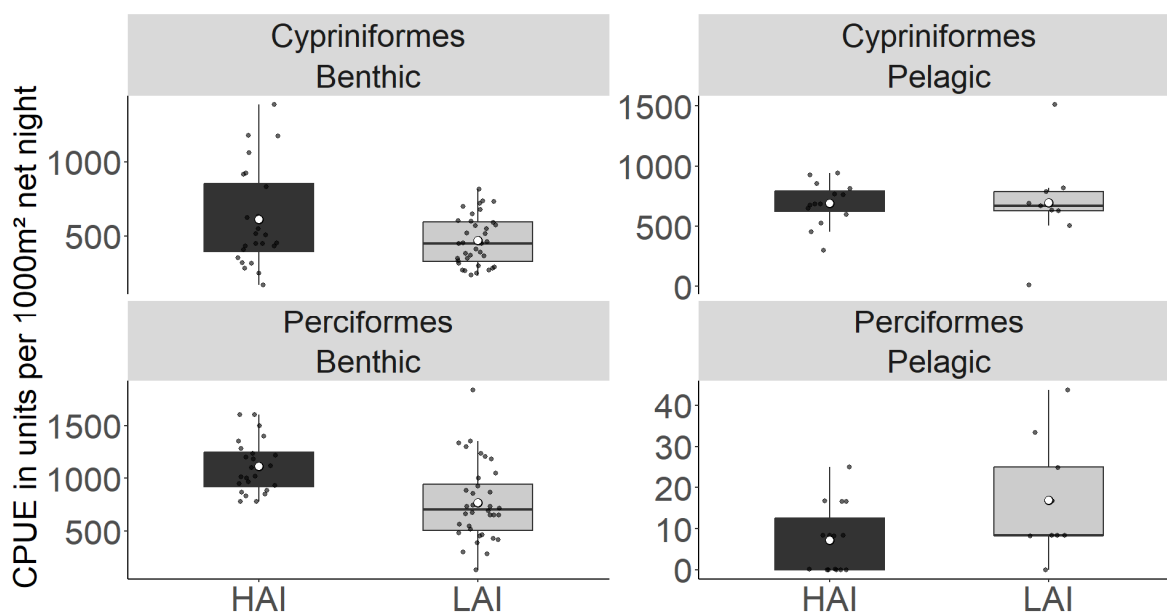 CPUE in units per 1000m² net night
Cypriniformes
Benthic
1000
500
Cypriniformes
Pelagic
1500
1000
500
0
Perciformes
Benthic
1500
1000
500
HAI
LAI
Perciformes
Pelagic
40
30
20
10
0
HAI
LAI